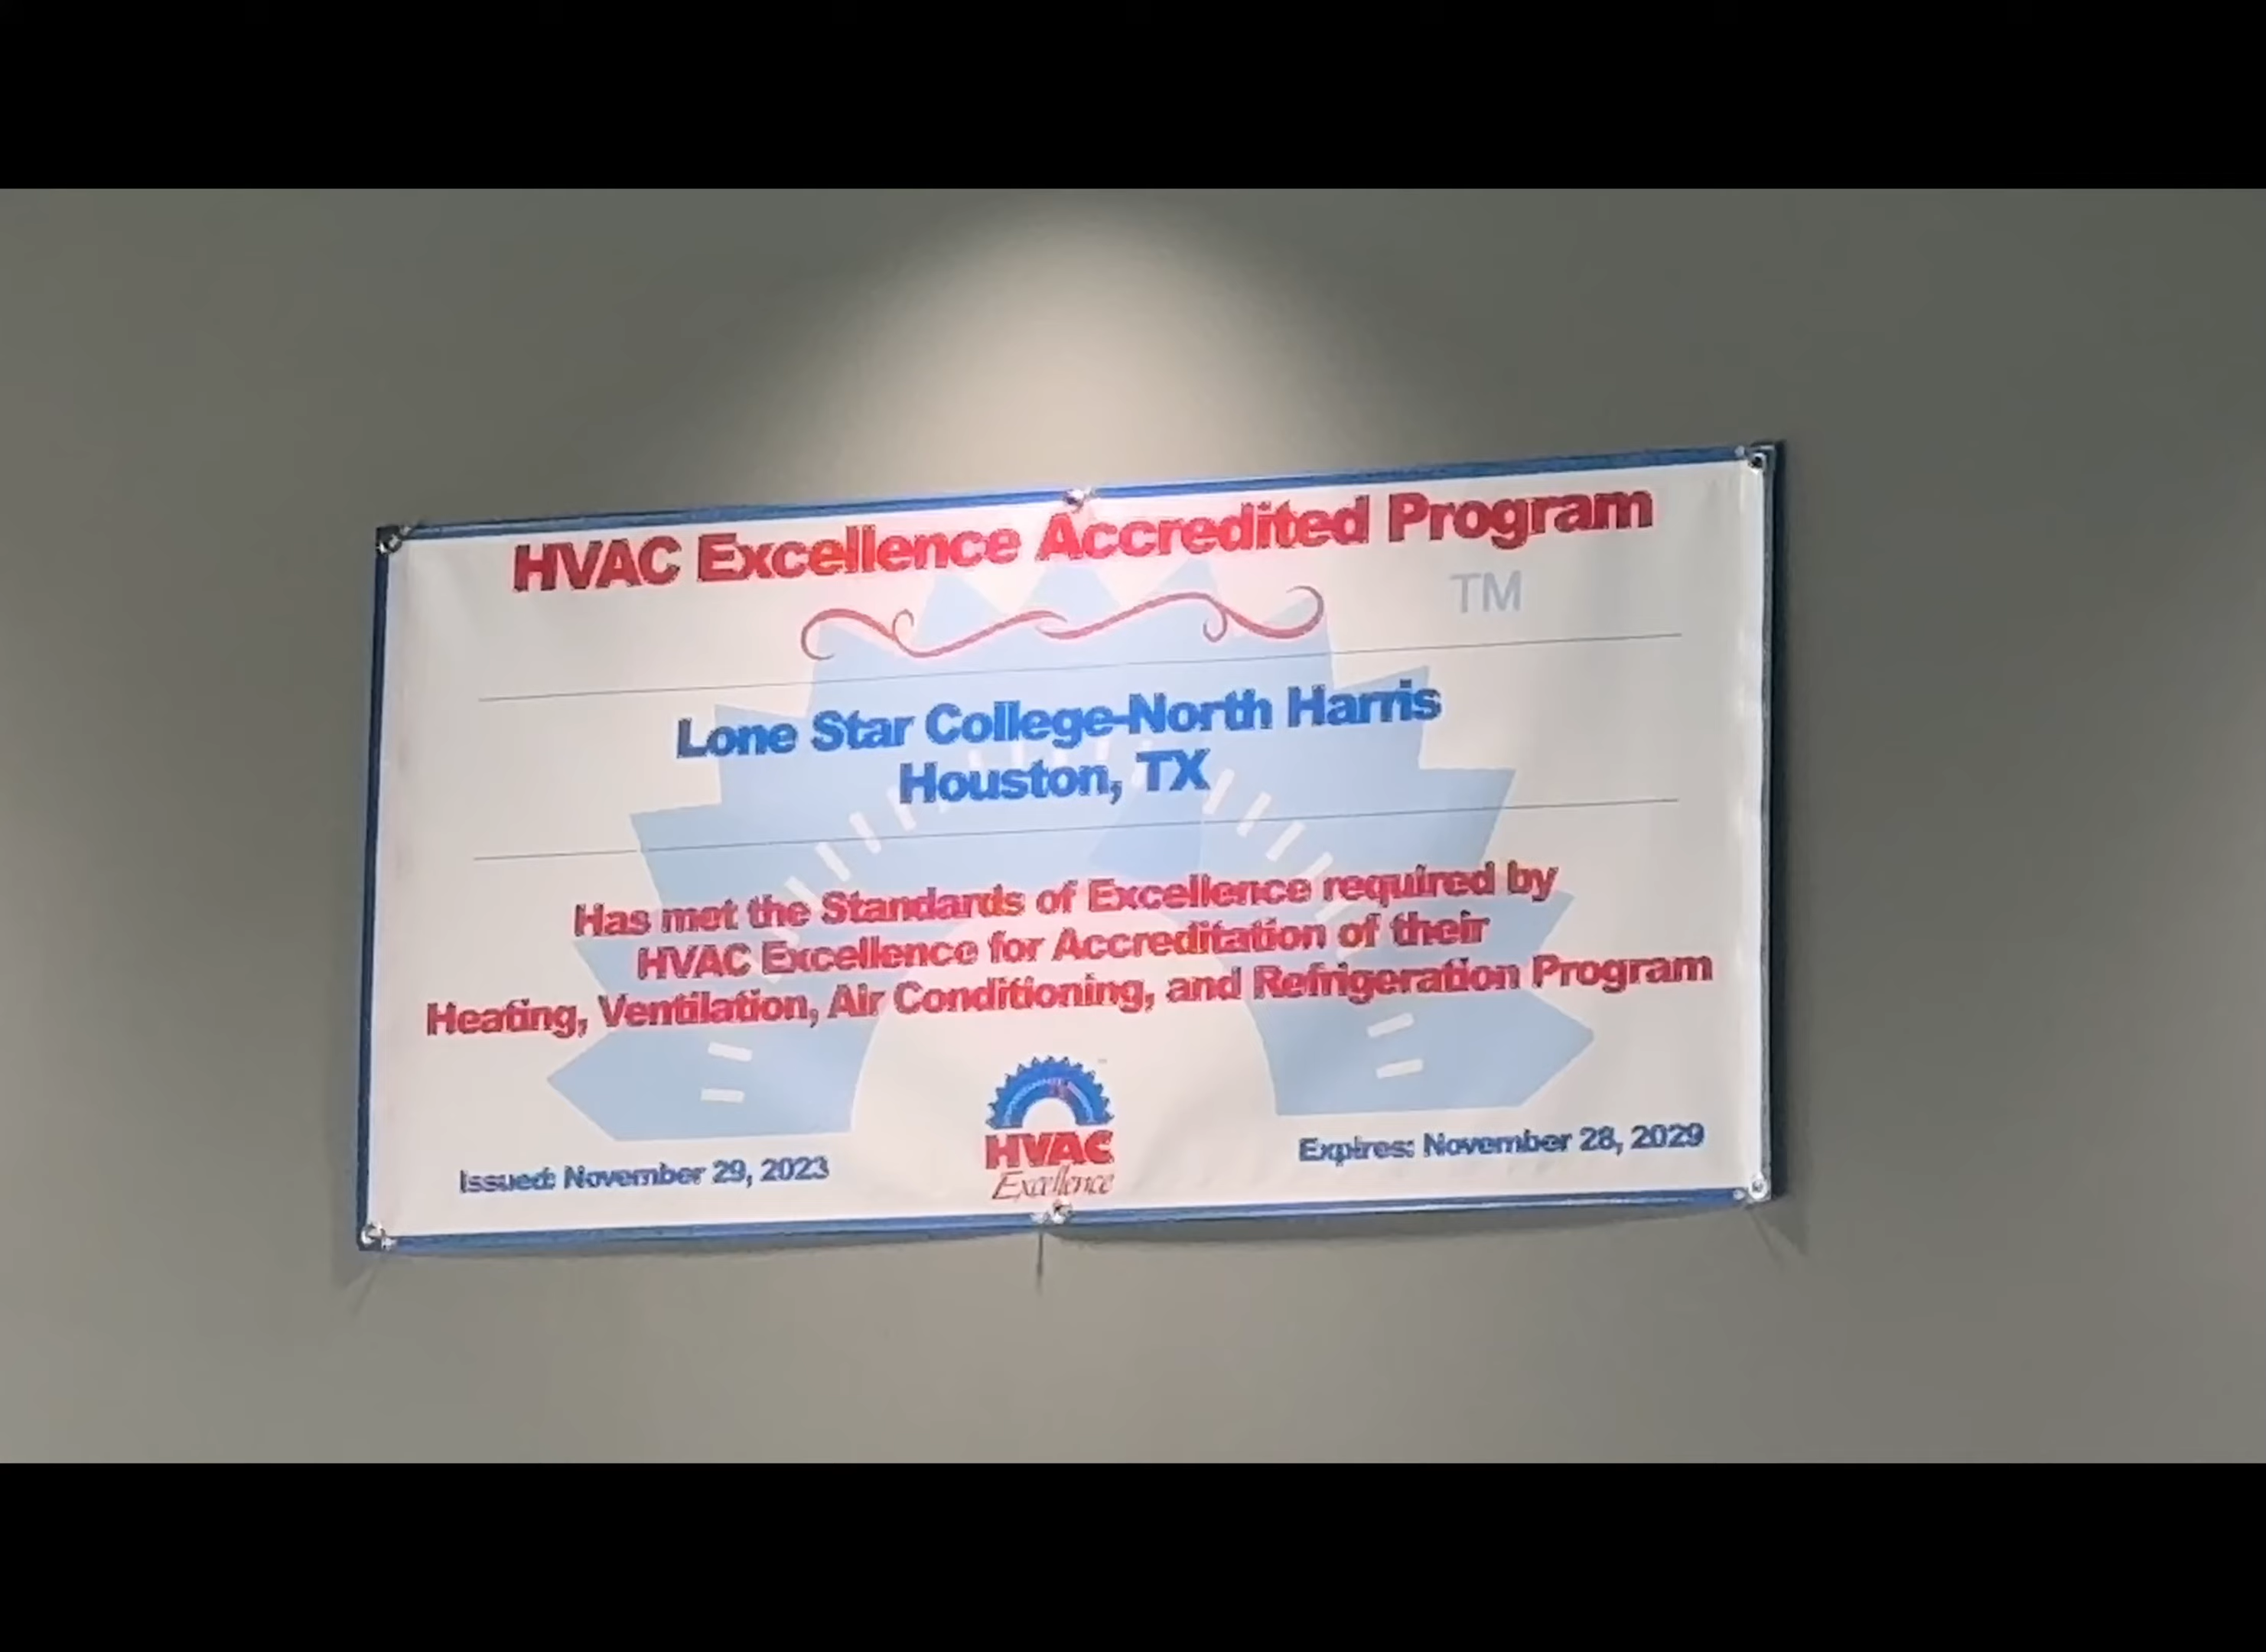 HVAC Excellence Accredited Program
TM
Lone Star College-North Harris
Houston, TX
Has met the Standards of Excellence required by
HVAC Excellence for Accreditation of their
Heating, Ventilation, Air Conditioning, and Refrigeration Program
HVAC
Excellence
Issued: November 29, 2023
Expires: November 28, 2029